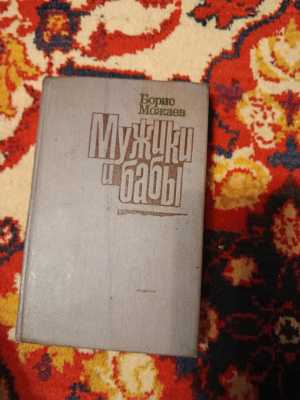 Борис
Можаев
Мужики
и бабы